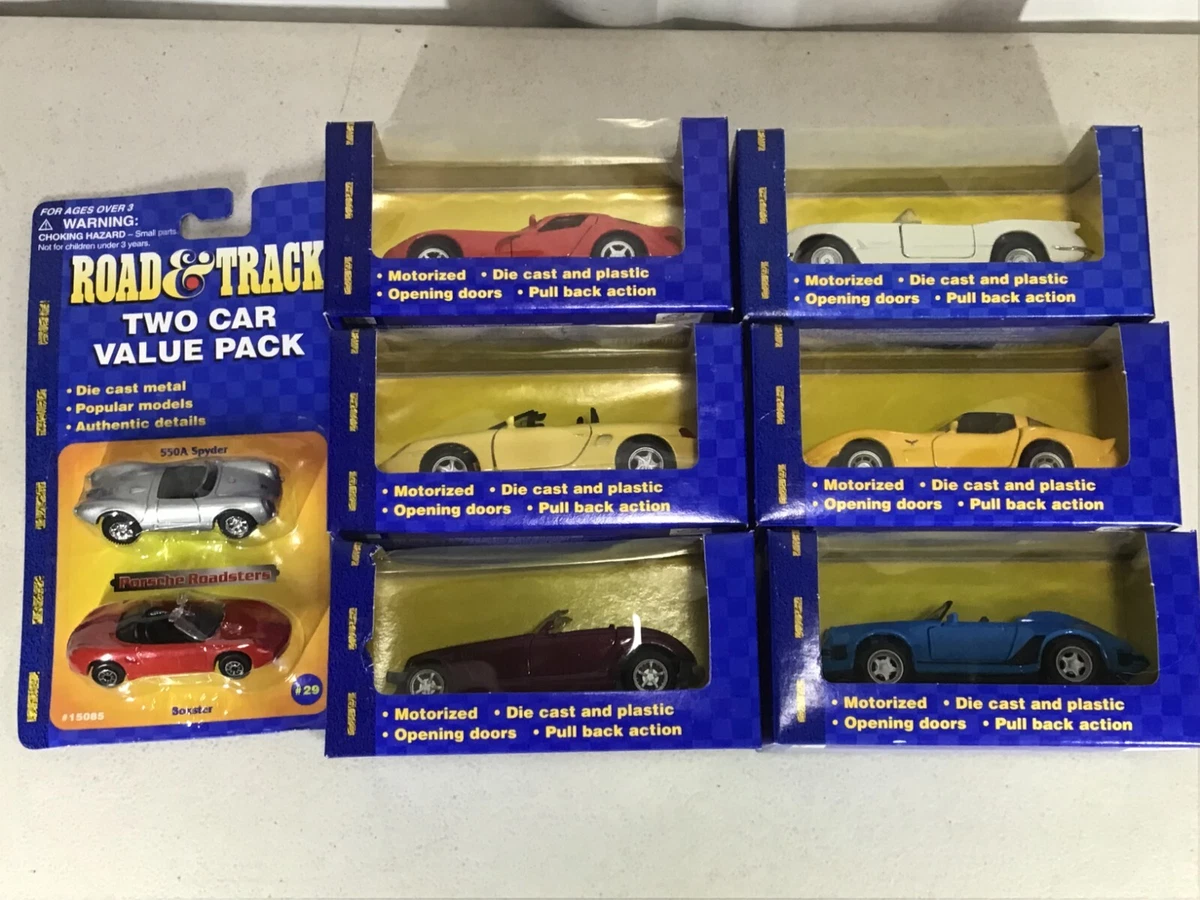 FOR AGES OVER 3
WARNING:
CHOKING HAZARD – Small parts.
Not for children under 3 years.
ROAD & TRACK
TWO CAR
VALUE PACK
• Die cast metal
• Popular models
• Authentic details
550A Spyder
Porsche Roadsters
#29
#15085
Boxster
• Motorized • Die cast and plastic
• Opening doors • Pull back action
• Motorized • Die cast and plastic
• Opening doors • Pull back action
• Motorized • Die cast and plastic
• Opening doors • Pull back action
• Motorized • Die cast and plastic
• Opening doors • Pull back action
• Motorized • Die cast and plastic
• Opening doors • Pull back action
• Motorized • Die cast and plastic
• Opening doors • Pull back action